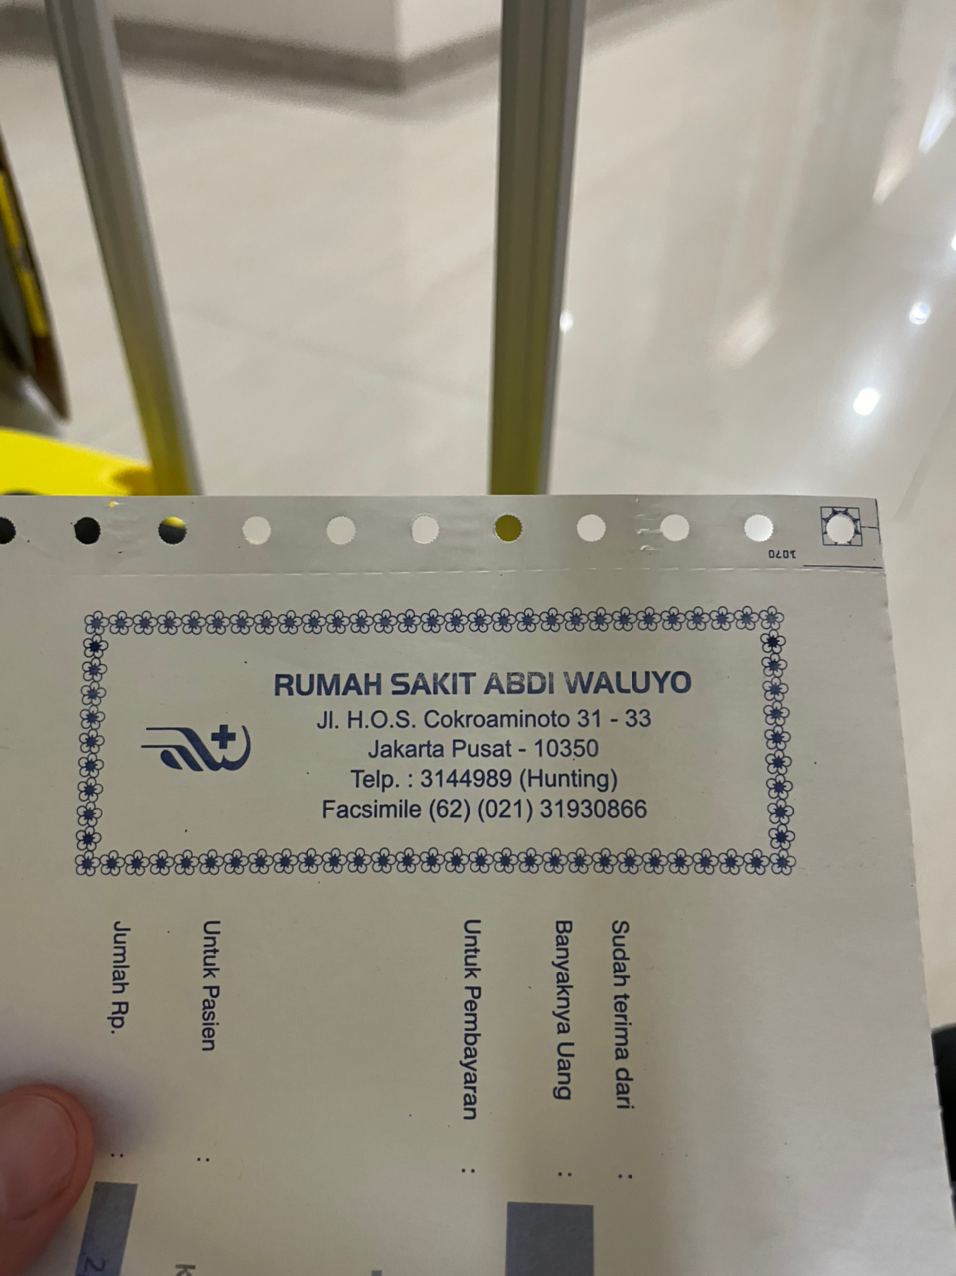 1070
RUMAH SAKIT ABDI WALUYO
Jl. H.O.S. Cokroaminoto 31 - 33
Jakarta Pusat - 10350
Telp. : 3144989 (Hunting)
Facsimile (62) (021) 31930866
Sudah terima dari :
Banyaknya Uang :
Untuk Pembayaran :
Untuk Pasien :
Jumlah Rp. :
2